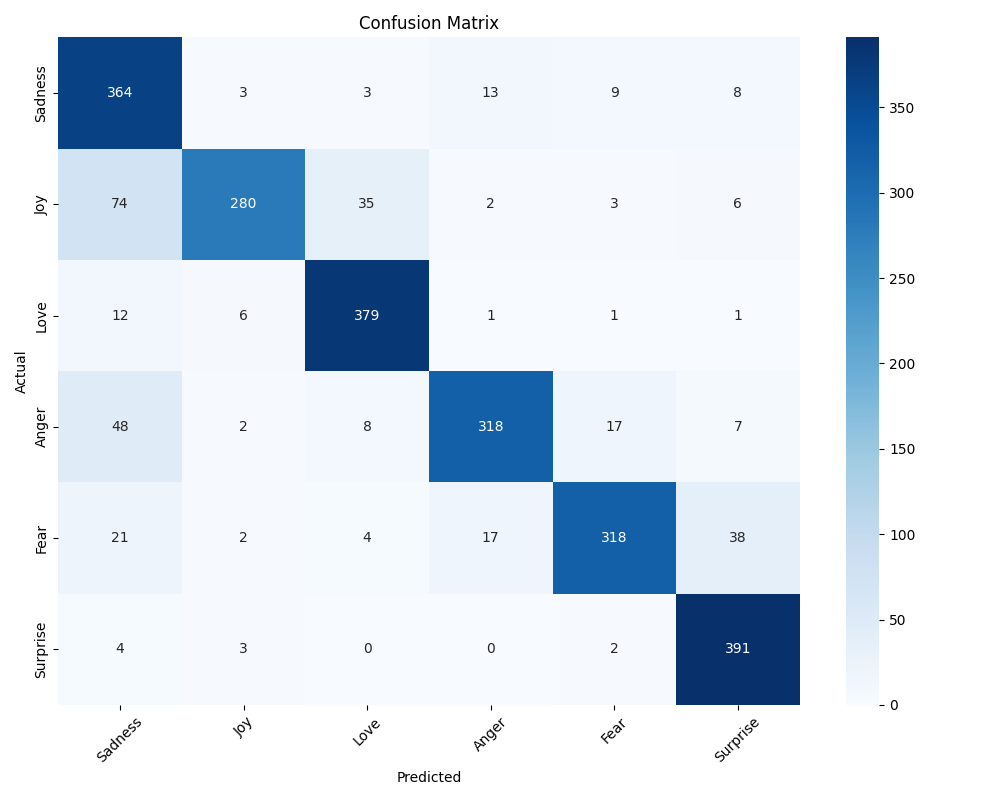 Confusion Matrix
Actual
Sadness 364 3 3 13 9 8
Joy 74 280 35 2 3 6
Love 12 6 379 1 1 1
Anger 48 2 8 318 17 7
Fear 21 2 4 17 318 38
Surprise 4 3 0 0 2 391
Sadness Joy Love Anger Fear Surprise
Predicted
350
300
250
200
150
100
50
0